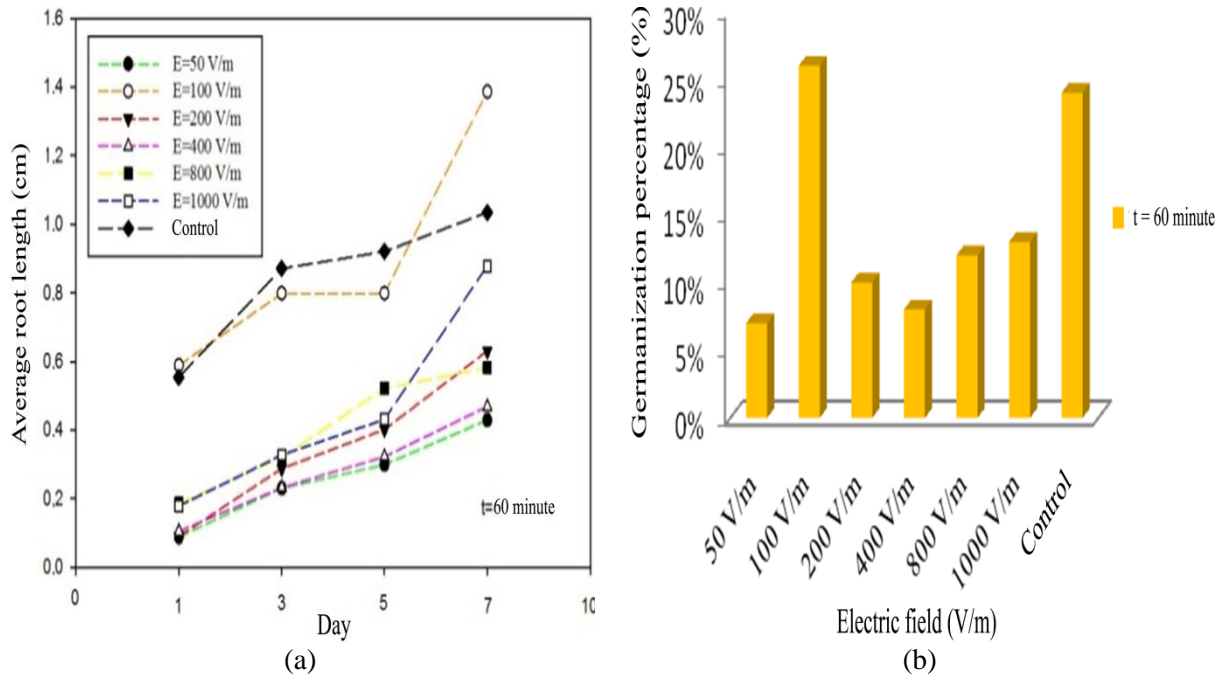 Average root length (cm)
1.6
1.4
1.2
1.0
0.8
0.6
0.4
0.2
0.0
E=50 V/m
E=100 V/m
E=200 V/m
E=400 V/m
E=800 V/m
E=1000 V/m
Control
t=60 minute
0 1 3 5 7 10
Day
(a)
Germanization percentage (%)
30%
25%
20%
15%
10%
5%
0%
t = 60 minute
50 V/m
100 V/m
200 V/m
400 V/m
800 V/m
1000 V/m
Control
Electric field (V/m)
(b)